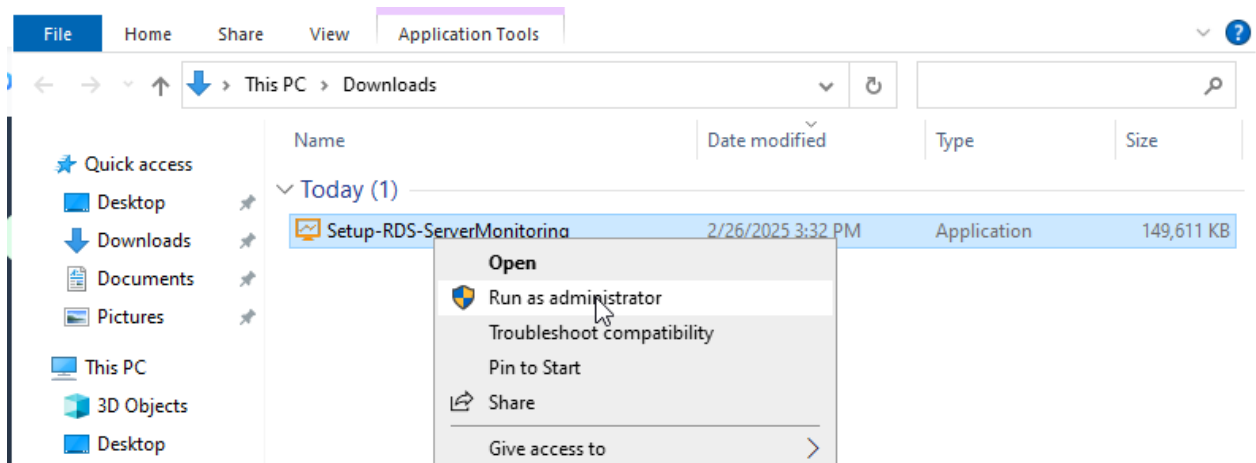 File Home Share View Application Tools
This PC Downloads
Name Date modified Type Size
Quick access
Today (1)
Desktop
Setup-RDS-ServerMonitoring 2/26/2025 3:32 PM Application 149,611 KB
Downloads
Open
Documents
Run as administrator
Pictures
Troubleshoot compatibility
This PC
Pin to Start
3D Objects
Share
Desktop
Give access to